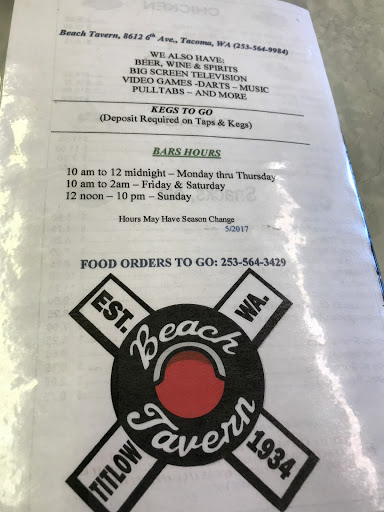 CHICKEN
Beach Tavern, 8612 6th Ave., Tacoma, WA (253-564-9984)
WE ALSO HAVE:
BEER, WINE & SPIRITS
BIG SCREEN TELEVISION
VIDEO GAMES -DARTS – MUSIC
PULLTABS – AND MORE
KEGS TO GO
(Deposit Required on Taps & Kegs)
BARS HOURS
10 am to 12 midnight – Monday thru Thursday
10 am to 2am – Friday & Saturday
12 noon – 10 pm – Sunday
Hours May Have Season Change
5/2017
FOOD ORDERS TO GO: 253-564-3429
EST.
WA.
Beach
Tavern
TITLOW
1934